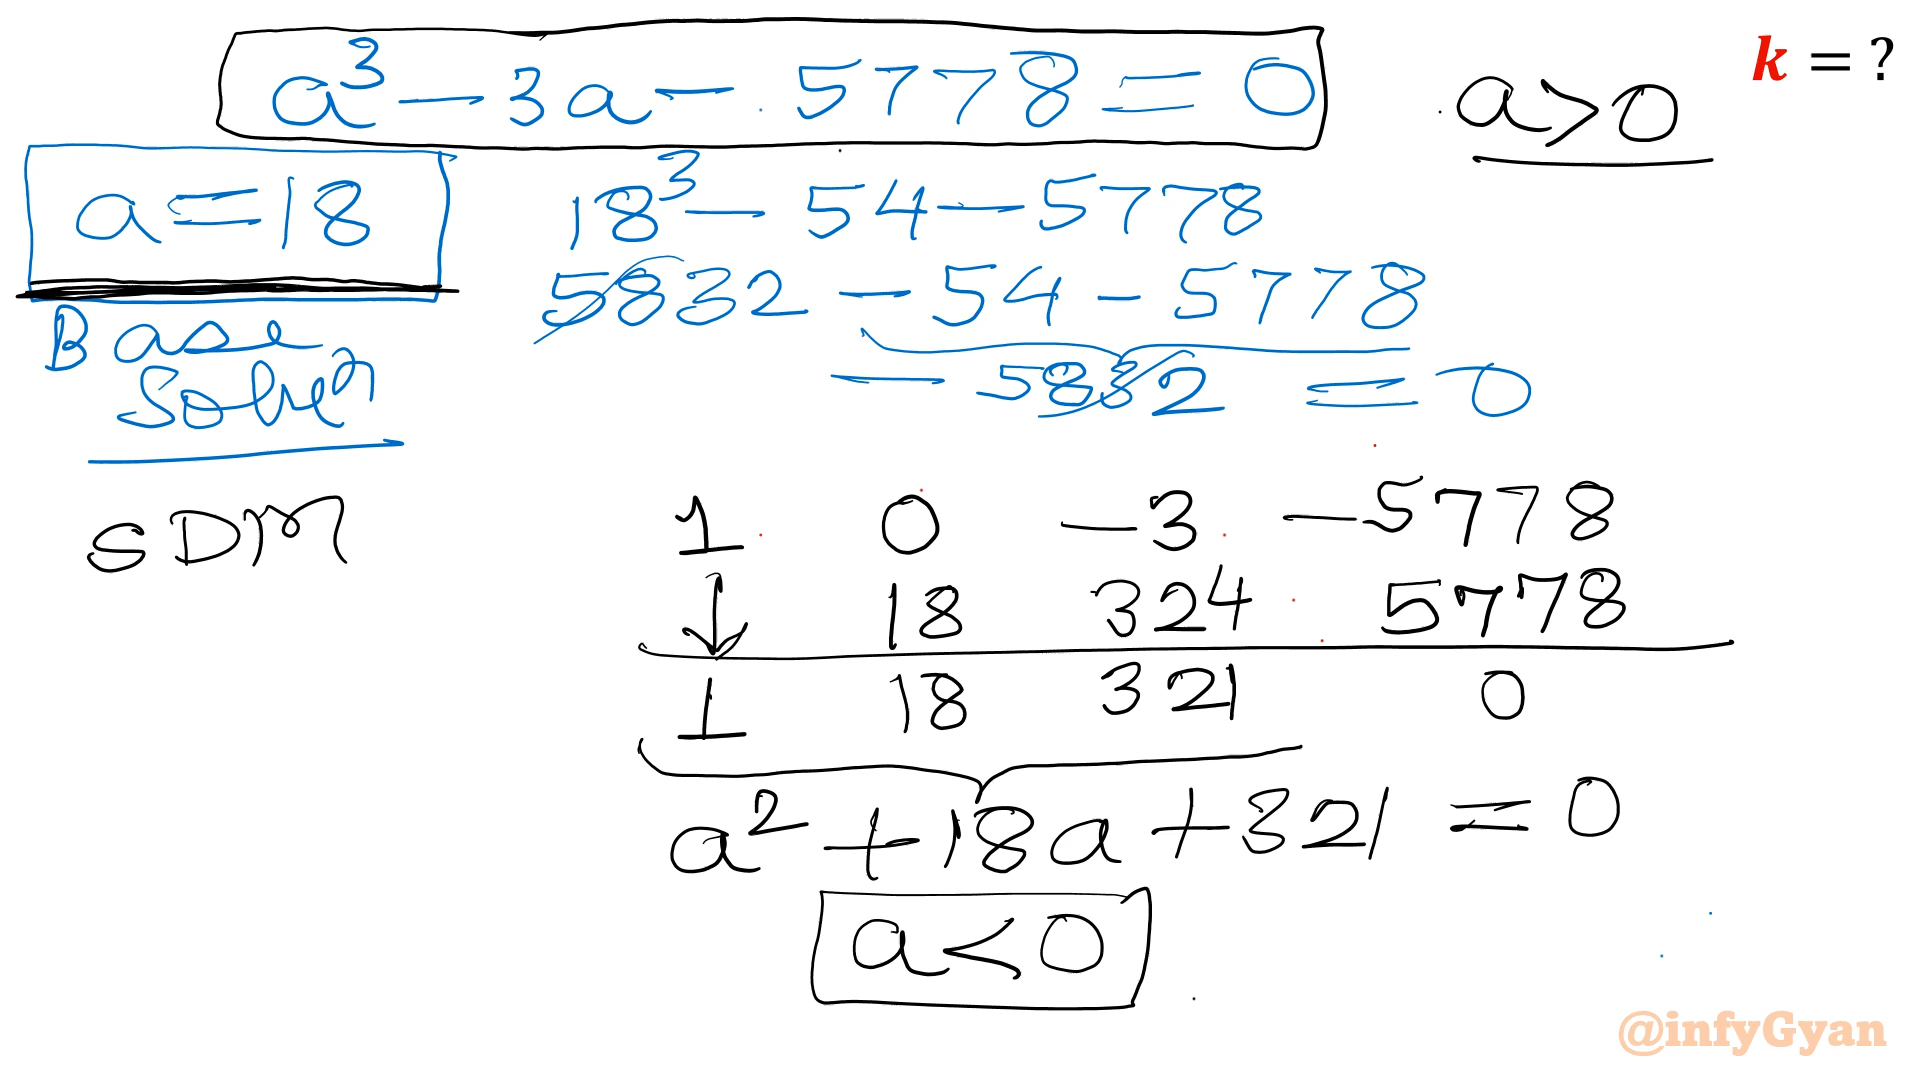 a³ - 3a - 5778 = 0
k = ?
a > 0
a = 18
18³ - 54 - 5778
5832 - 54 - 5778
- 5832 = 0
Base
SDM
1 0 -3 -5778
↓ 18 324 5778
1 18 321 0
a² + 18a + 321 = 0
a < 0
@infyGyan